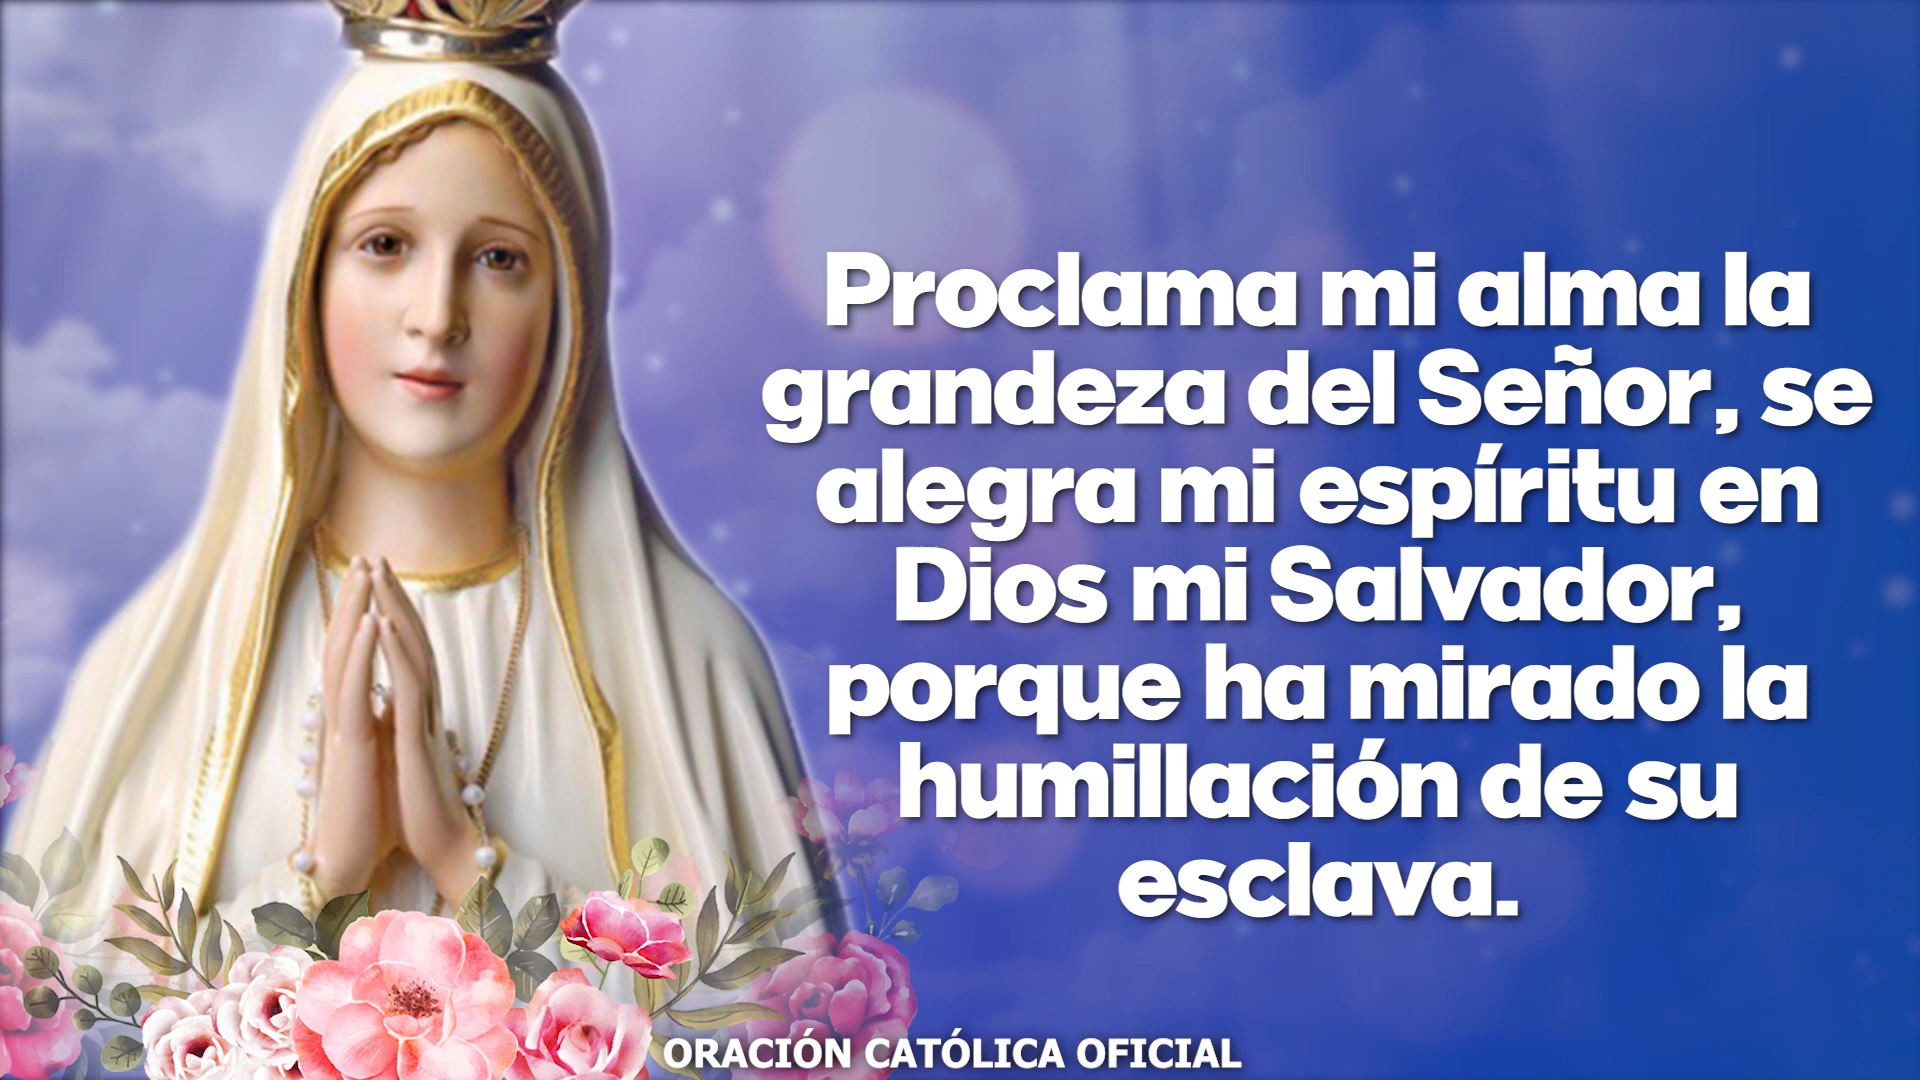 Proclama mi alma la
grandeza del Señor, se
alegra mi espíritu en
Dios mi Salvador,
porque ha mirado la
humillación de su
esclava.
ORACIÓN CATÓLICA OFICIAL